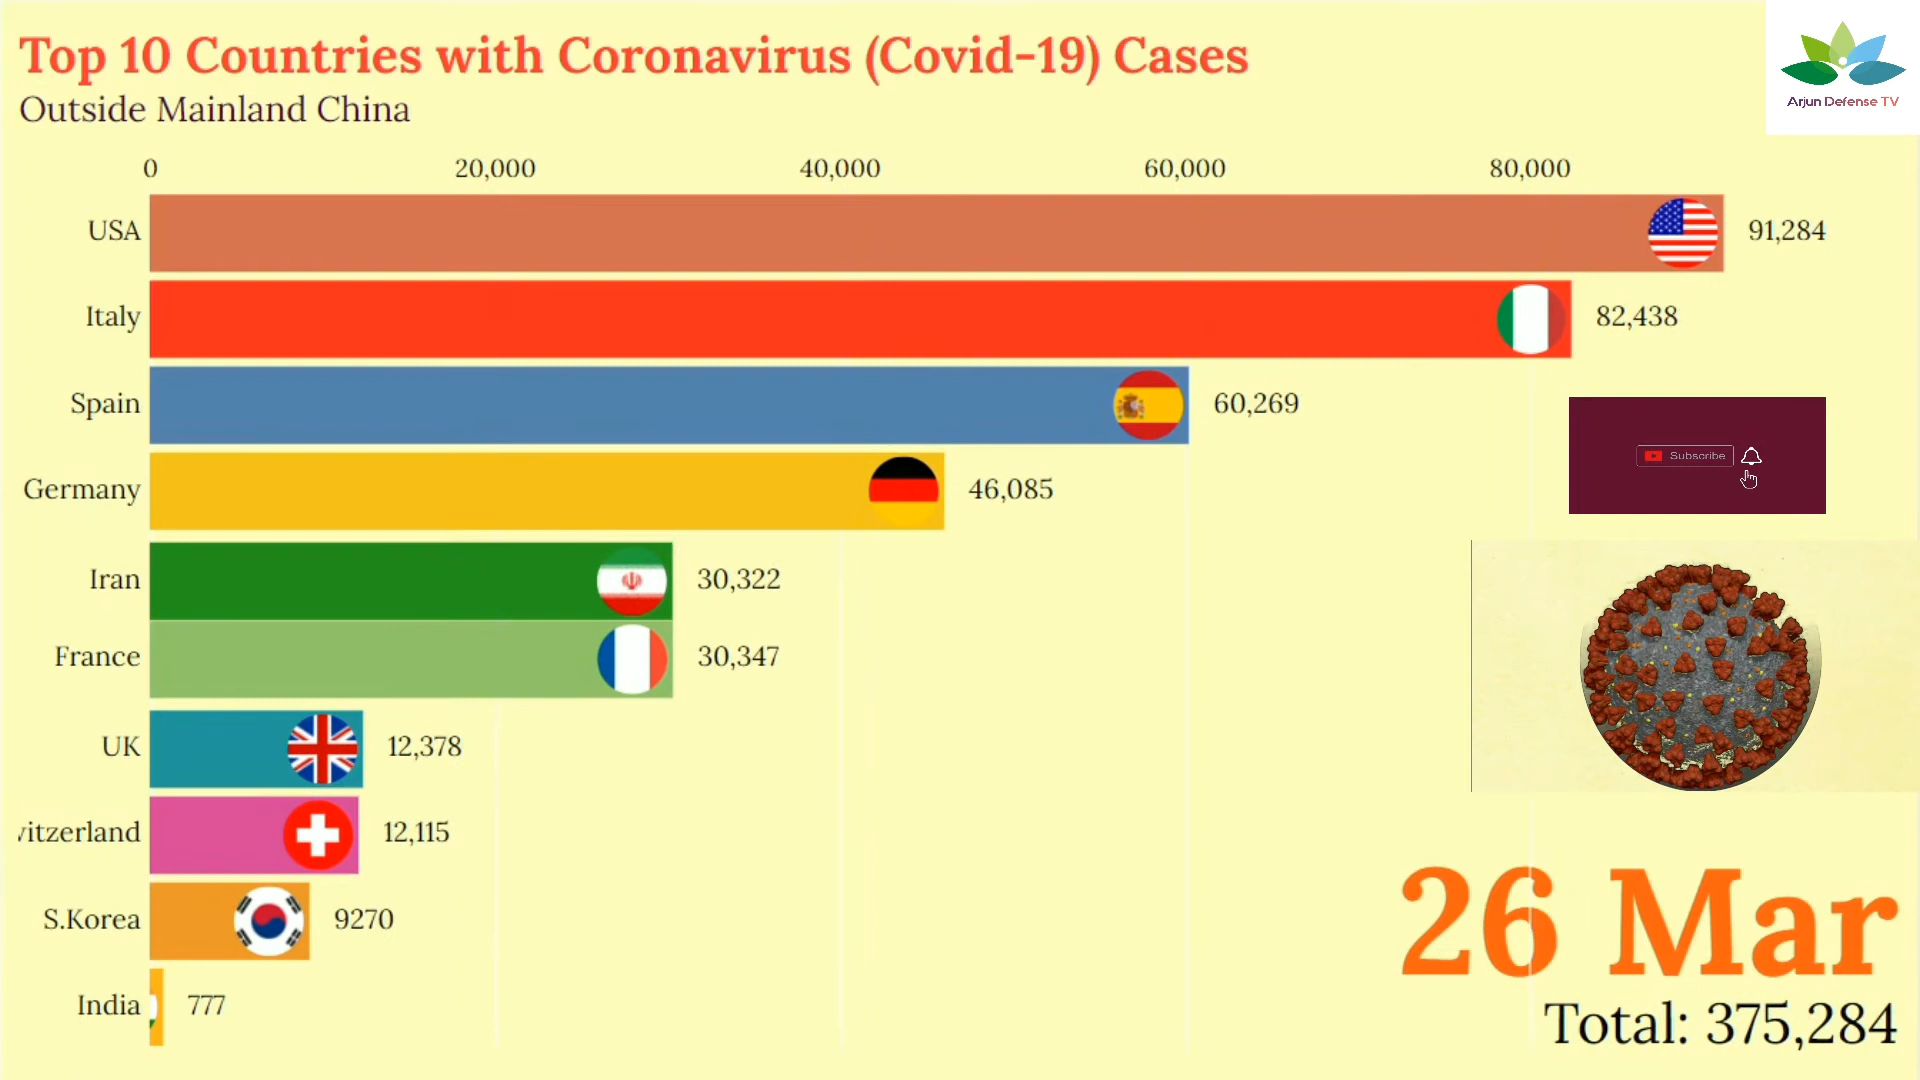 Top 10 Countries with Coronavirus (Covid-19) Cases
Outside Mainland China
Arjun Defense TV
0 20,000 40,000 60,000 80,000
USA 91,284
Italy 82,438
Spain 60,269
Germany 46,085
Subscribe
Iran 30,322
France 30,347
UK 12,378
vitzerland 12,115
S.Korea 9270
India 777
26 Mar
Total: 375,284